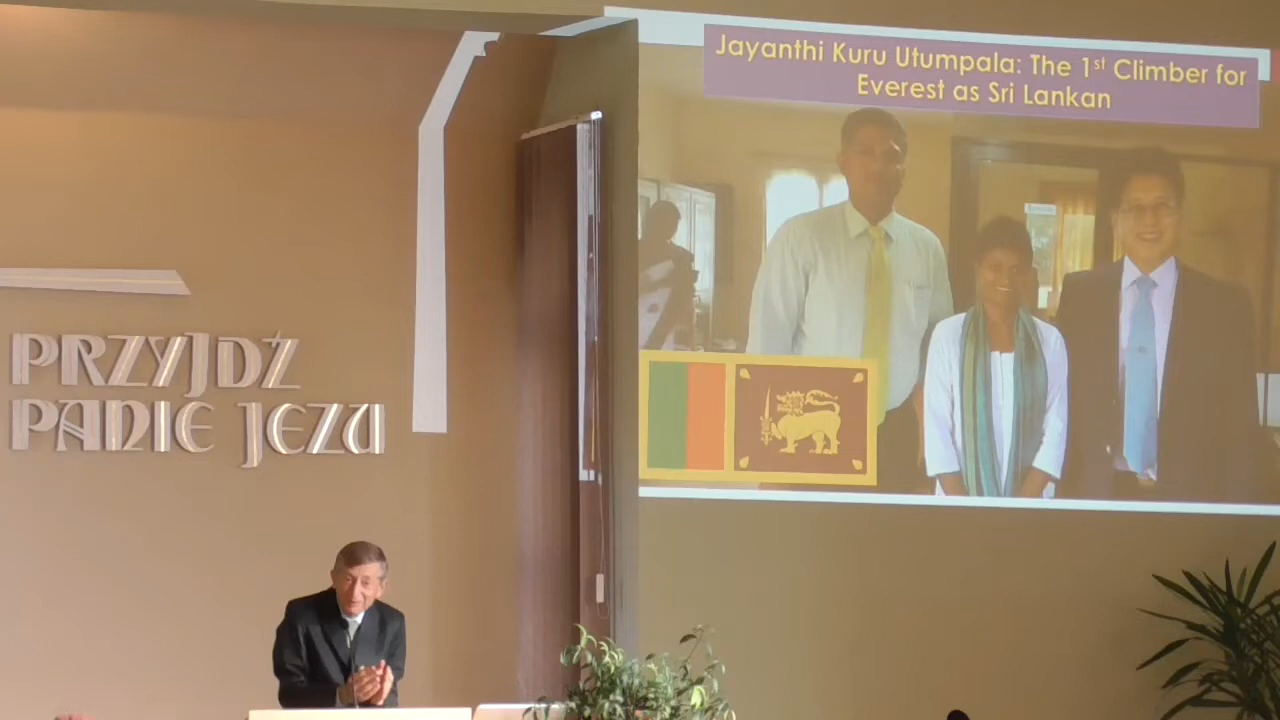 Jayanthi Kuru Utumpala: The 1st Climber for
Everest as Sri Lankan
PRZYJDŹ
PANIE JEZU